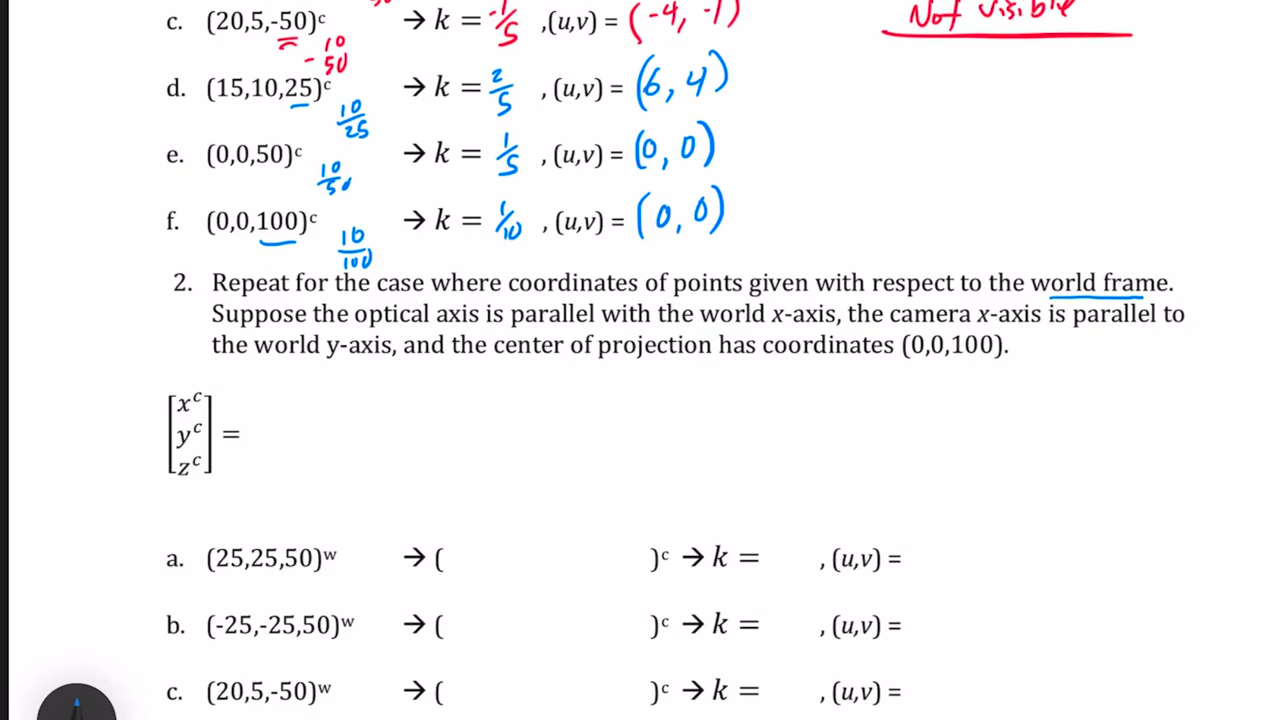 c. (20,5,-50)ᶜ → k = -1/5 ,(u,v) = (-4, -1) Not visible
-10/50
d. (15,10,25)ᶜ → k = 2/5 , (u,v) = (6, 4)
10/25
e. (0,0,50)ᶜ → k = 1/5 , (u,v) = (0, 0)
10/50
f. (0,0,100)ᶜ → k = 1/10 , (u,v) = (0, 0)
10/100
2. Repeat for the case where coordinates of points given with respect to the world frame.
Suppose the optical axis is parallel with the world x-axis, the camera x-axis is parallel to
the world y-axis, and the center of projection has coordinates (0,0,100).
[xᶜ
yᶜ =
zᶜ]
a. (25,25,50)ʷ → ( )ᶜ → k = , (u,v) =
b. (-25,-25,50)ʷ → ( )ᶜ → k = , (u,v) =
c. (20,5,-50)ʷ → ( )ᶜ → k = , (u,v) =